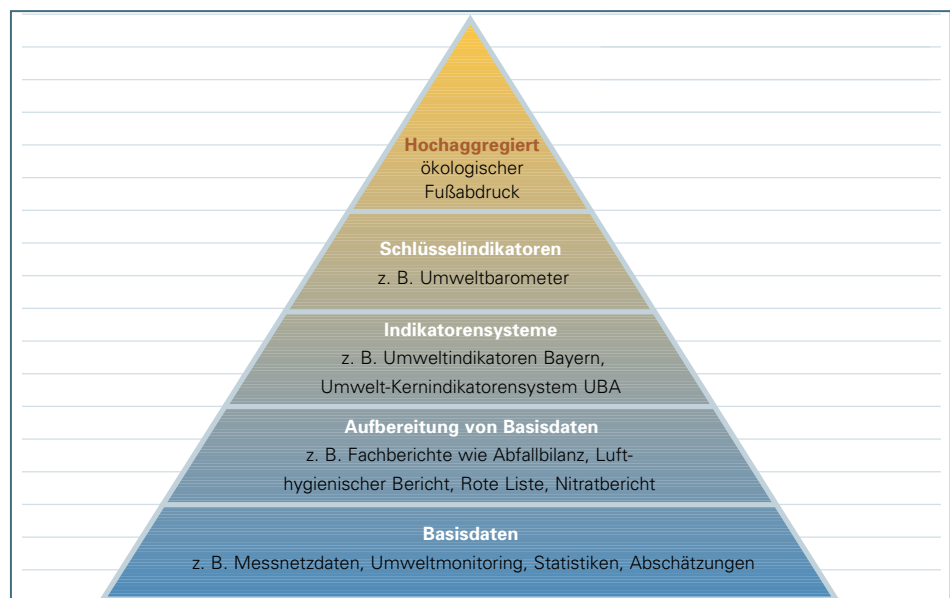 Hochaggregiert
ökologischer
Fußabdruck
Schlüsselindikatoren
z. B. Umweltbarometer
Indikatorensysteme
z. B. Umweltindikatoren Bayern,
Umwelt-Kernindikatorensystem UBA
Aufbereitung von Basisdaten
z. B. Fachberichte wie Abfallbilanz, Luft-
hygienischer Bericht, Rote Liste, Nitratbericht
Basisdaten
z. B. Messnetzdaten, Umweltmonitoring, Statistiken, Abschätzungen